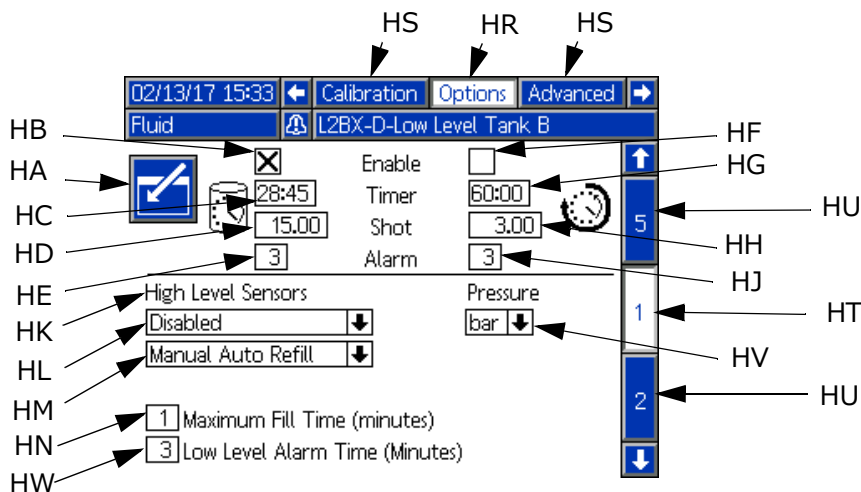 HS HR HS
02/13/17 15:33 Calibration Options Advanced
Fluid L2BX-D-Low Level Tank B
HB Enable HF
HA HC 28:45 Timer 60:00 HG
HD 15.00 Shot 3.00 HH
HE 3 Alarm 3 HJ
5 HU
HK High Level Sensors Pressure
HL Disabled bar HV
1 HT
HM Manual Auto Refill
2 HU
HN 1 Maximum Fill Time (minutes)
HW 3 Low Level Alarm Time (Minutes)